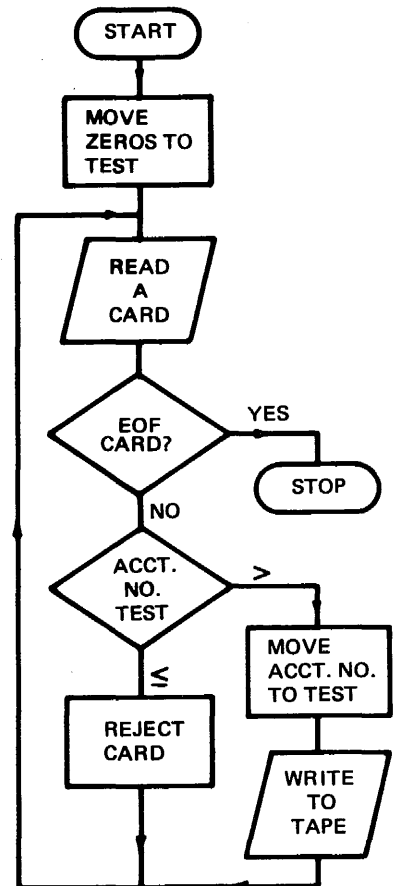 START
MOVE
ZEROS TO
TEST
READ
A
CARD
EOF
CARD?
YES
STOP
NO
ACCT.
NO.
TEST
>
MOVE
ACCT. NO.
TO TEST
≤
REJECT
CARD
WRITE
TO
TAPE